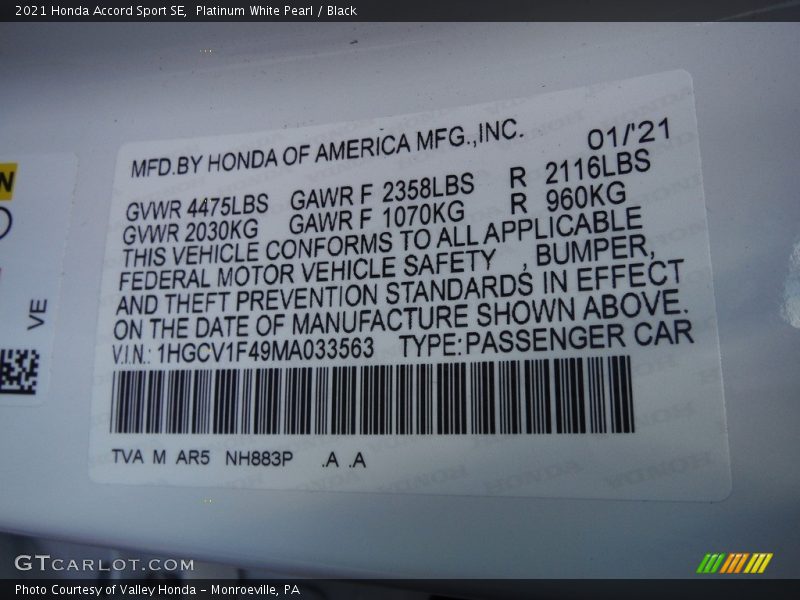 2021 Honda Accord Sport SE,  Platinum White Pearl / Black
MFD.BY HONDA OF AMERICA MFG.,INC. 01/'21
GVWR 4475LBS GAWR F 2358LBS R 2116LBS
GVWR 2030KG GAWR F 1070KG R 960KG
THIS VEHICLE CONFORMS TO ALL APPLICABLE
FEDERAL MOTOR VEHICLE SAFETY , BUMPER,
AND THEFT PREVENTION STANDARDS IN EFFECT
ON THE DATE OF MANUFACTURE SHOWN ABOVE.
V.I.N.: 1HGCV1F49MA033563 TYPE:PASSENGER CAR
TVA M AR5 NH883P .A .A
N
VE
GTCARLOT.COM
Photo Courtesy of Valley Honda - Monroeville, PA